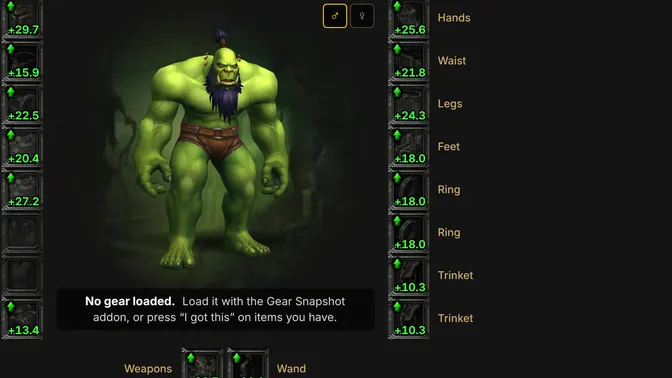 +29.7
+15.9
+22.5
+20.4
+27.2
+13.4
♂ ♀
No gear loaded. Load it with the Gear Snapshot
addon, or press “I got this” on items you have.
+25.6 Hands
+21.8 Waist
+24.3 Legs
+18.0 Feet
+18.0 Ring
+18.0 Ring
+10.3 Trinket
+10.3 Trinket
Weapons Wand